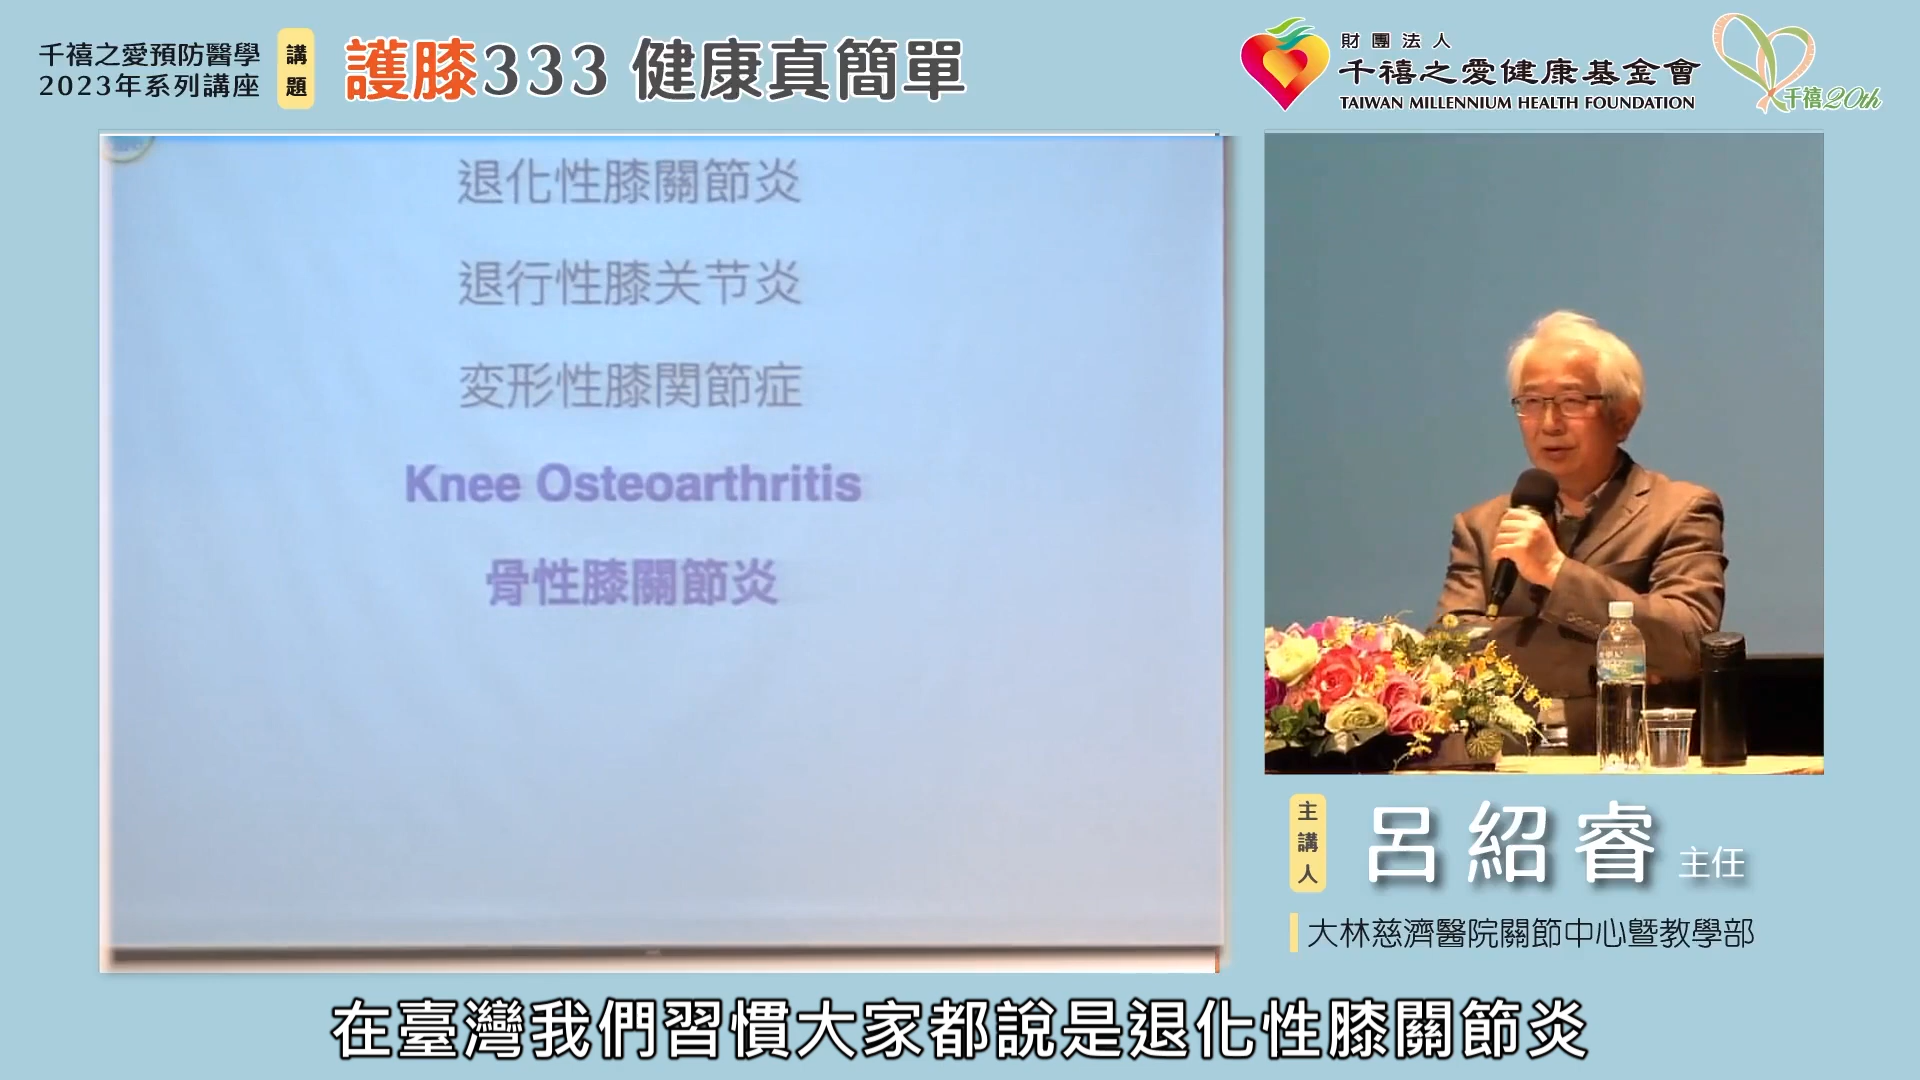 千禧之愛預防醫學
2023年系列講座
講題
護膝333 健康真簡單
財團法人
千禧之愛健康基金會
TAIWAN MILLENNIUM HEALTH FOUNDATION
千禧20th
退化性膝關節炎
退行性膝关节炎
変形性膝関節症
Knee Osteoarthritis
骨性膝關節炎
主講人
呂紹睿 主任
大林慈濟醫院關節中心暨教學部
在臺灣我們習慣大家都說是退化性膝關節炎